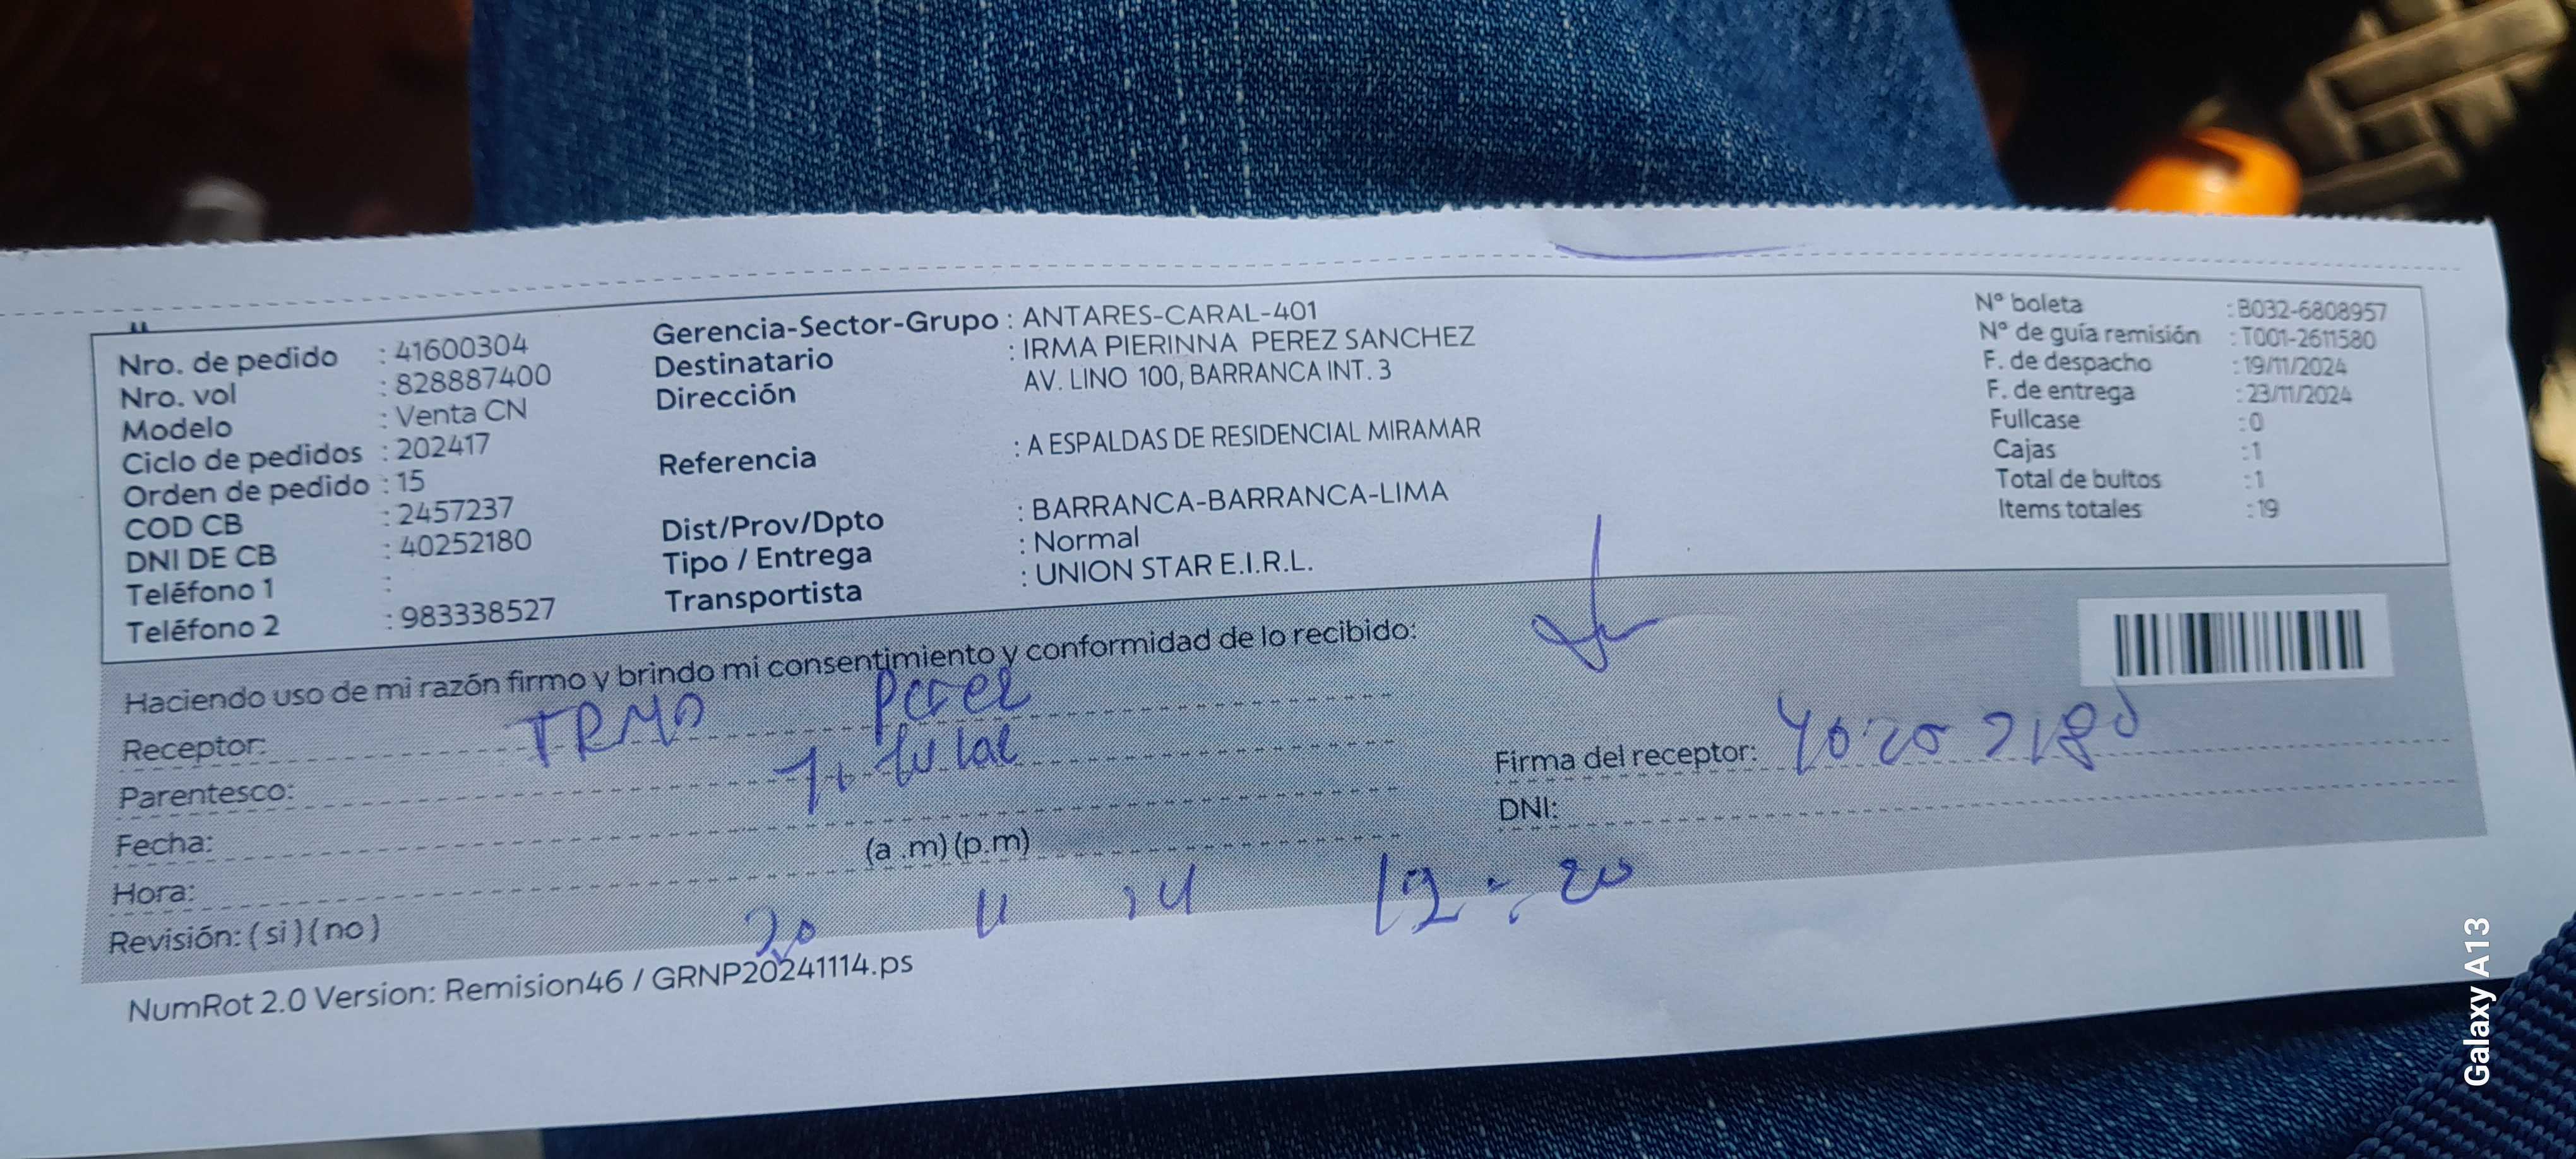 Nro. de pedido : 41600304
Nro. vol : 828887400
Modelo : Venta CN
Ciclo de pedidos : 202417
Orden de pedido : 15
COD CB : 2457237
DNI DE CB : 40252180
Teléfono 1 :
Teléfono 2 : 983338527
Gerencia-Sector-Grupo : ANTARES-CARAL-401
Destinatario : IRMA PIERINNA PEREZ SANCHEZ
Dirección AV. LINO 100, BARRANCA INT. 3
Referencia : A ESPALDAS DE RESIDENCIAL MIRAMAR
Dist/Prov/Dpto : BARRANCA-BARRANCA-LIMA
Tipo / Entrega : Normal
Transportista : UNION STAR E.I.R.L.
N° boleta : B032-6808957
N° de guía remisión : T001-2611580
F. de despacho : 19/11/2024
F. de entrega : 23/11/2024
Fullcase : 0
Cajas : 1
Total de bultos : 1
Items totales : 19
Haciendo uso de mi razón firmo y brindo mi consentimiento y conformidad de lo recibido:
Receptor: Perez
Parentesco: Titular
Fecha:
Hora: (a .m) (p.m)
Revisión: ( si ) ( no )
Firma del receptor:
DNI:
20 11 24 12:20
NumRot 2.0 Version: Remision46 / GRNP20241114.ps
Galaxy A13